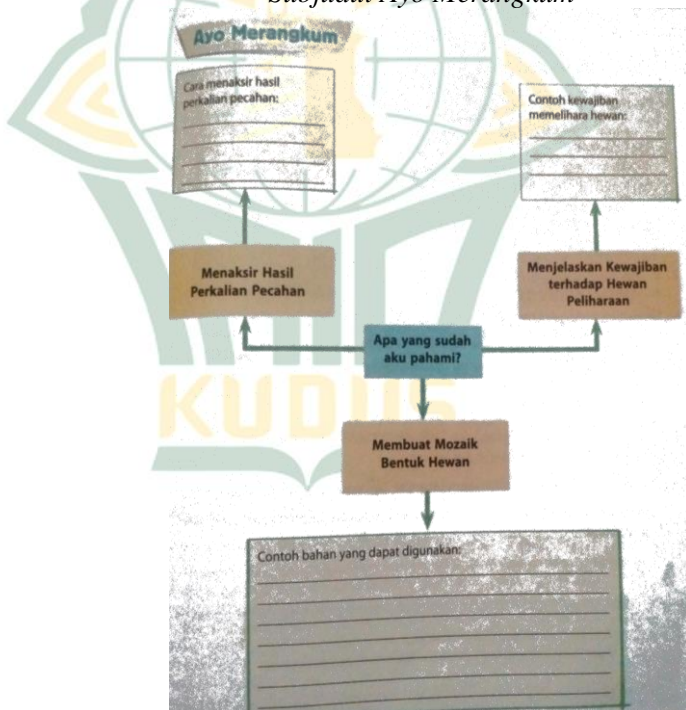 Subjudul Ayo Merangkum
Ayo Merangkum
Cara menaksir hasil
perkalian pecahan:
Contoh kewajiban
memelihara hewan:
Menaksir Hasil
Perkalian Pecahan
Menjelaskan Kewajiban
terhadap Hewan
Peliharaan
Apa yang sudah
aku pahami?
KUDUS
Membuat Mozaik
Bentuk Hewan
Contoh bahan yang dapat digunakan: